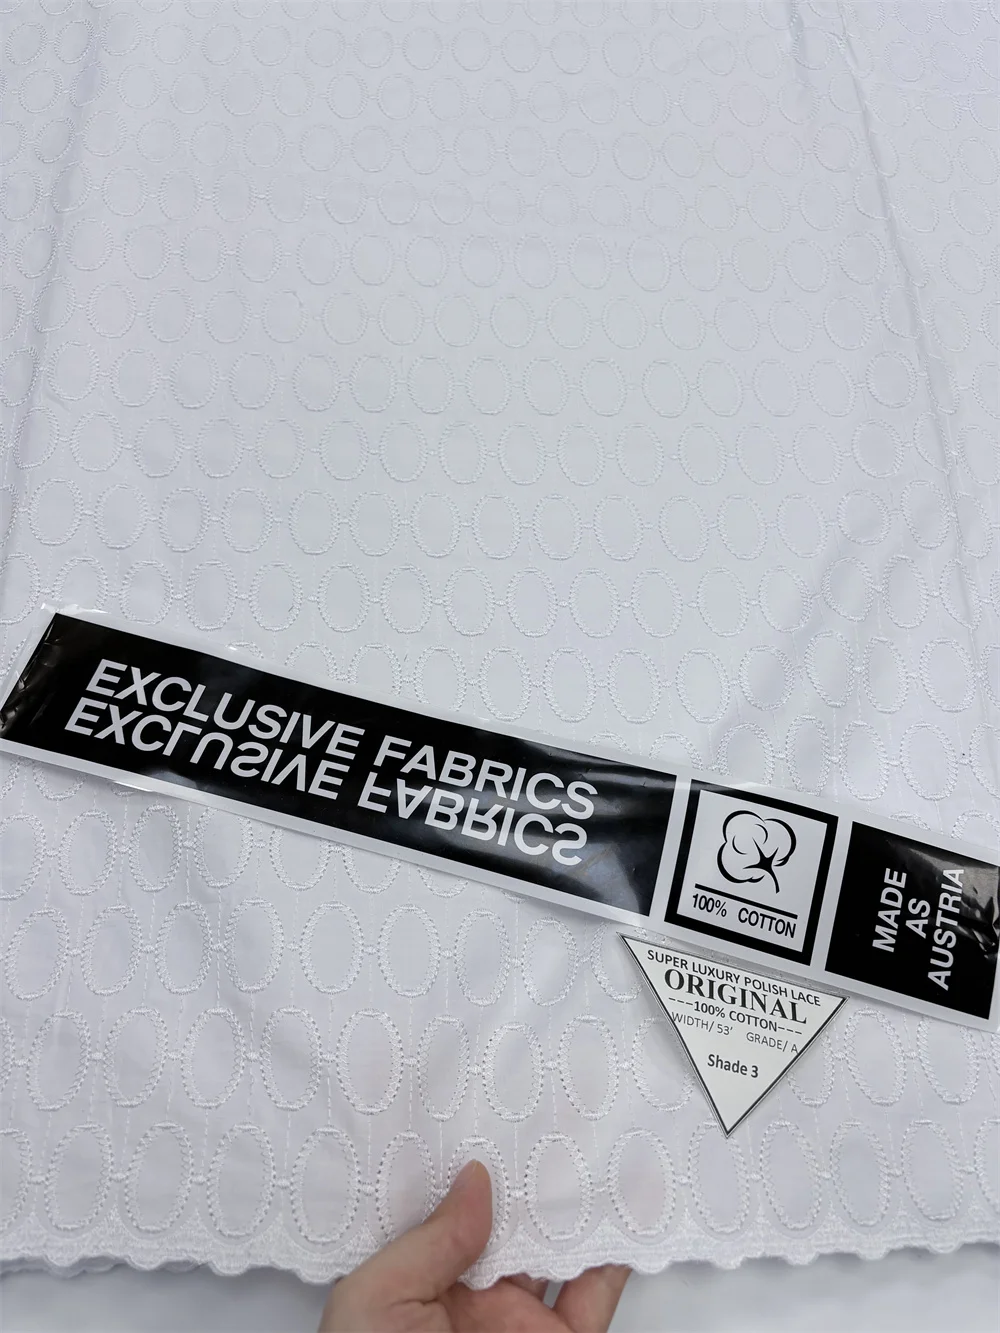 EXCLUSIVE FABRICS
EXCLUSIVE FABRICS
100% COTTON
MADE
AS
AUSTRIA
SUPER LUXURY POLISH LACE
ORIGINAL
---100% COTTON---
WIDTH/ 53' GRADE/ A
Shade 3